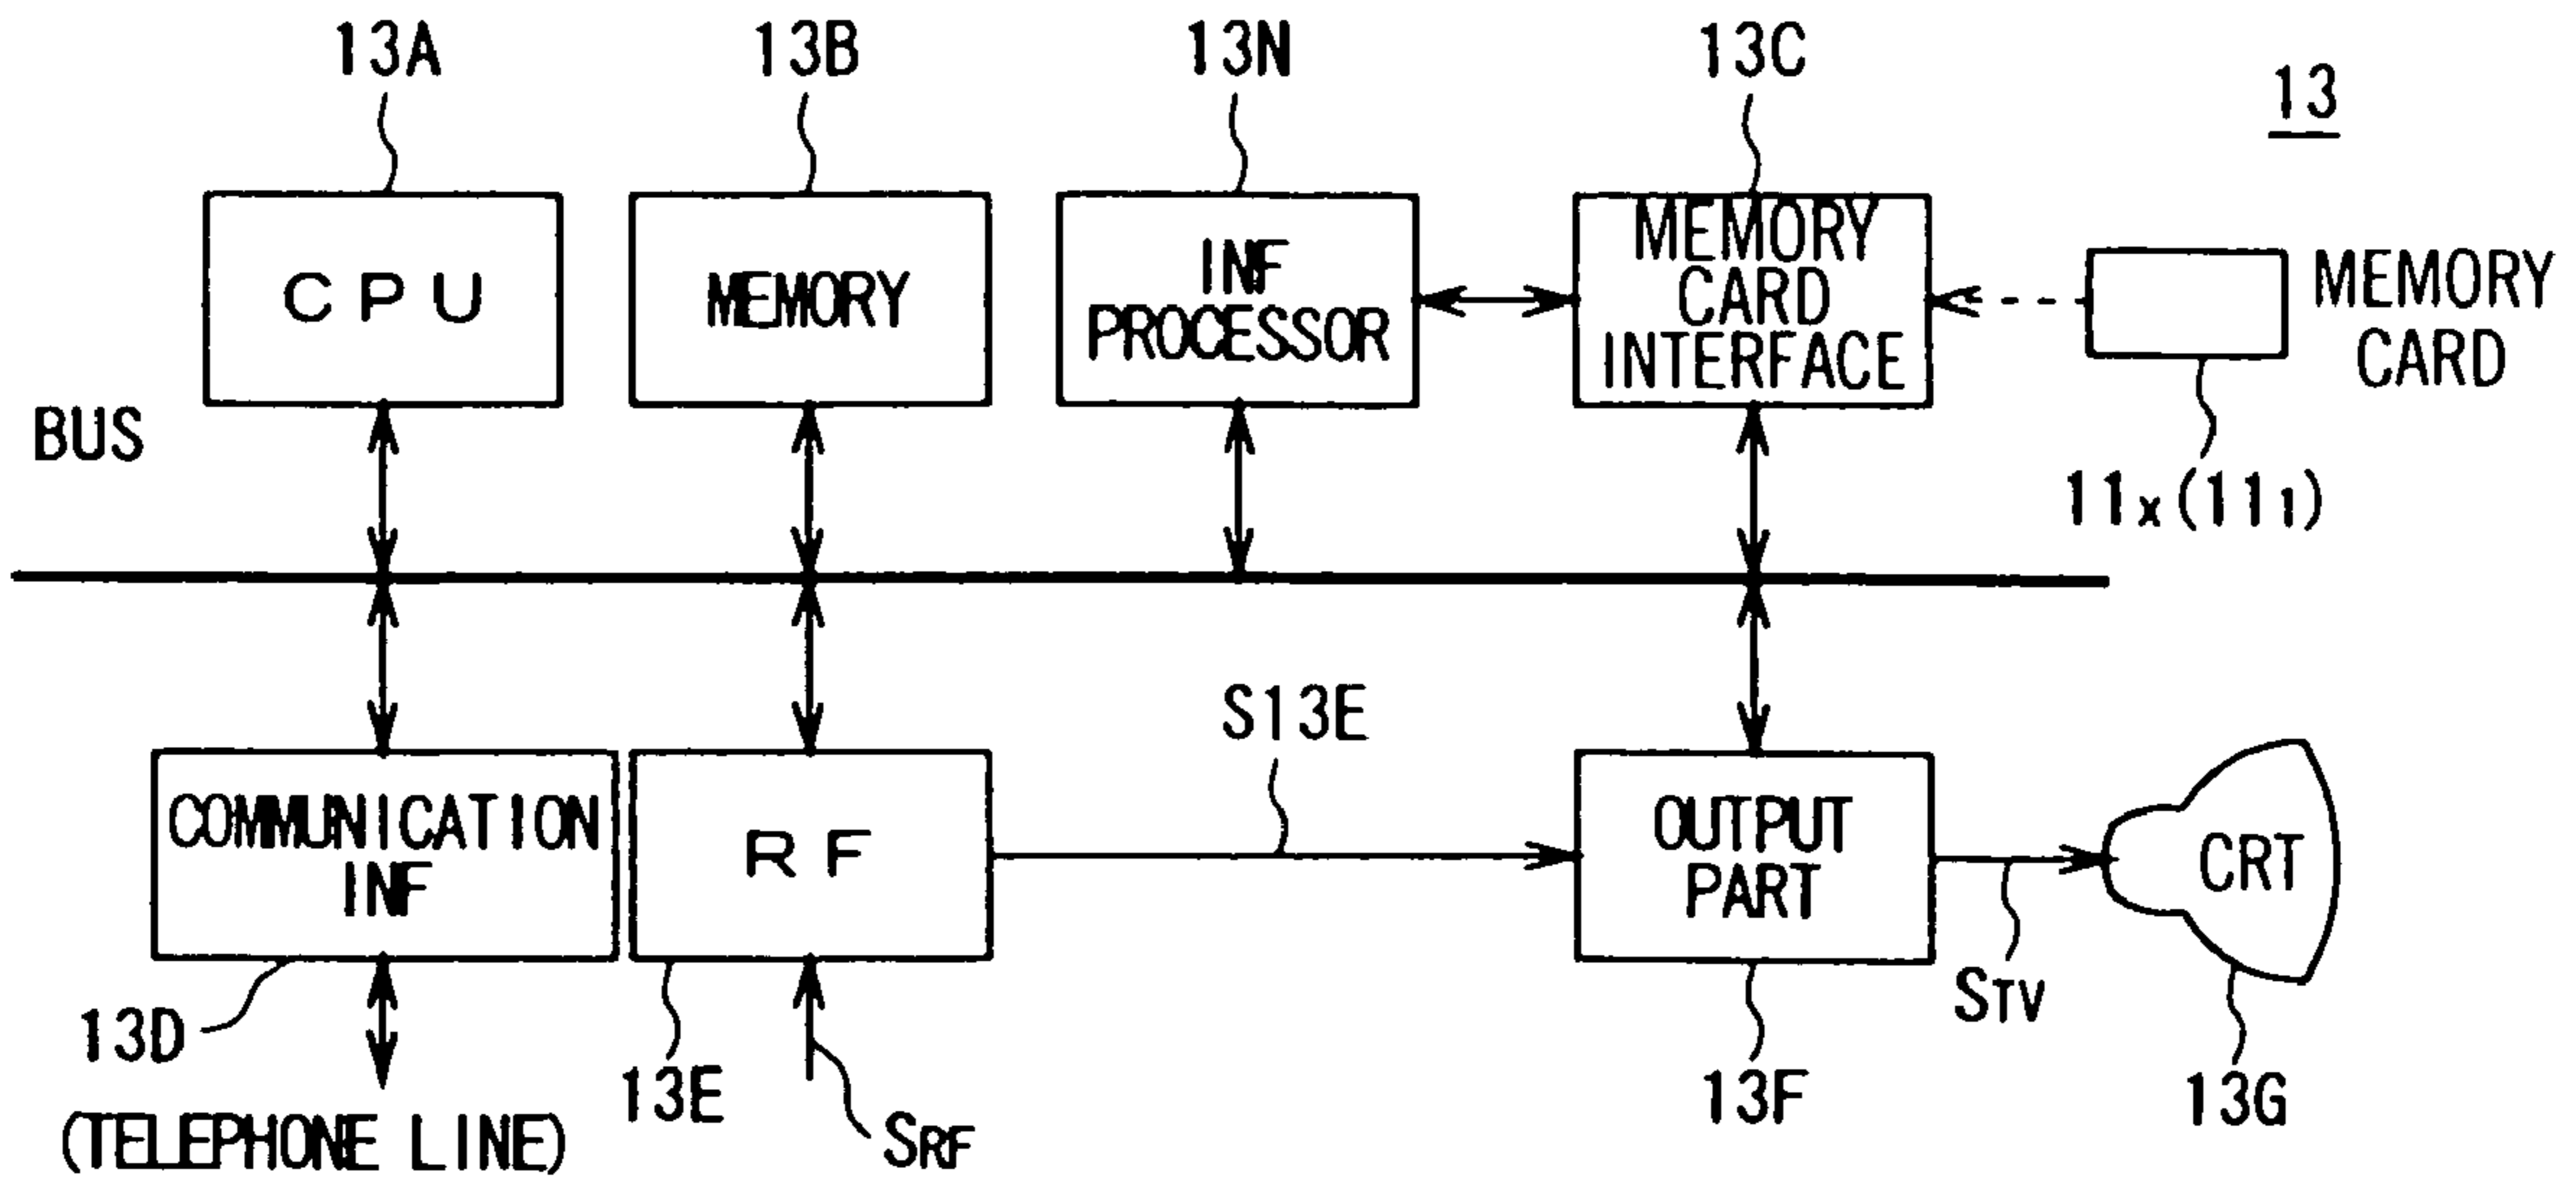 13A
13B
13N
13C
13
CPU
MEMORY
INF
PROCESSOR
MEMORY
CARD
INTERFACE
MEMORY
CARD
BUS
11x(111)
S13E
COMMUNICATION
INF
RF
OUTPUT
PART
CRT
STV
13D
13E
13F
13G
(TELEPHONE LINE)
SRF